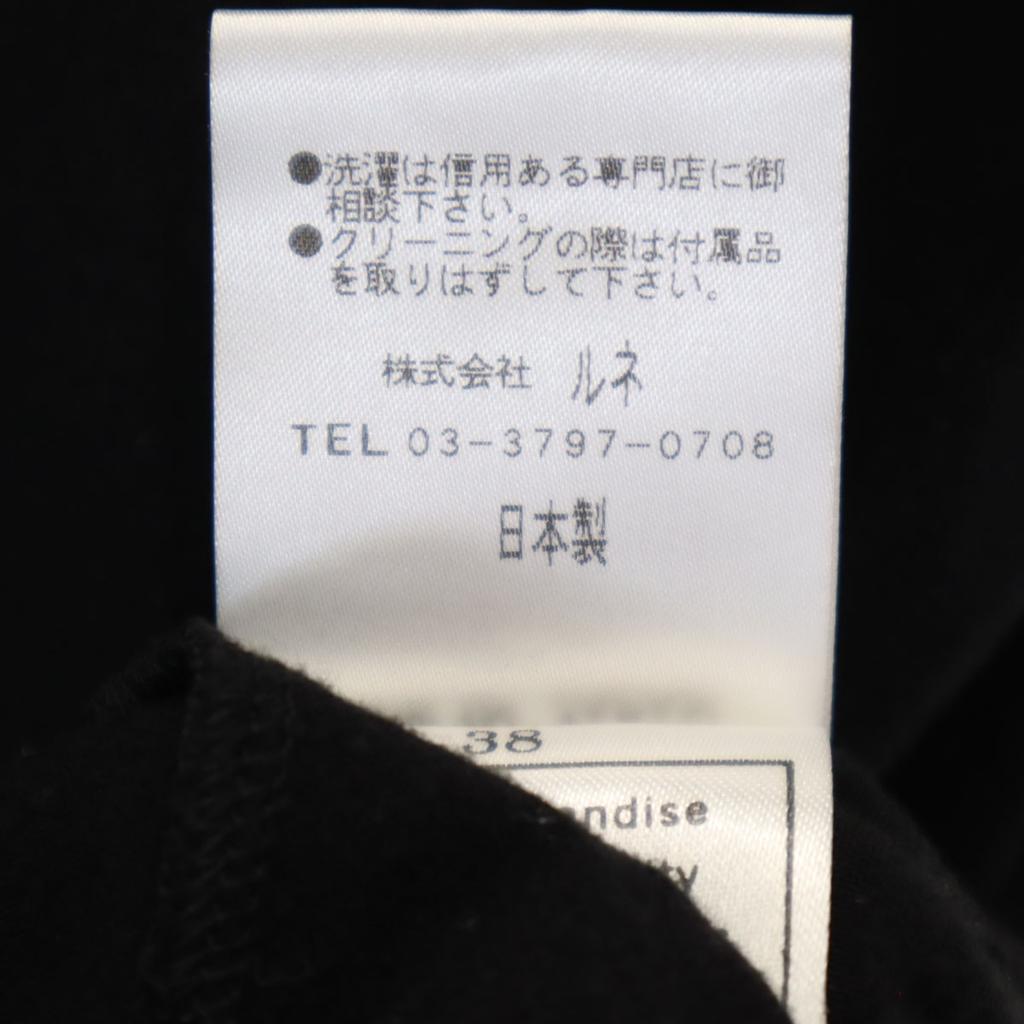 ●洗濯は信用ある専門店に御
相談下さい。
●クリーニングの際は付属品
を取りはずして下さい。
株式会社 ルネ
TEL 03-3797-0708
日本製
38